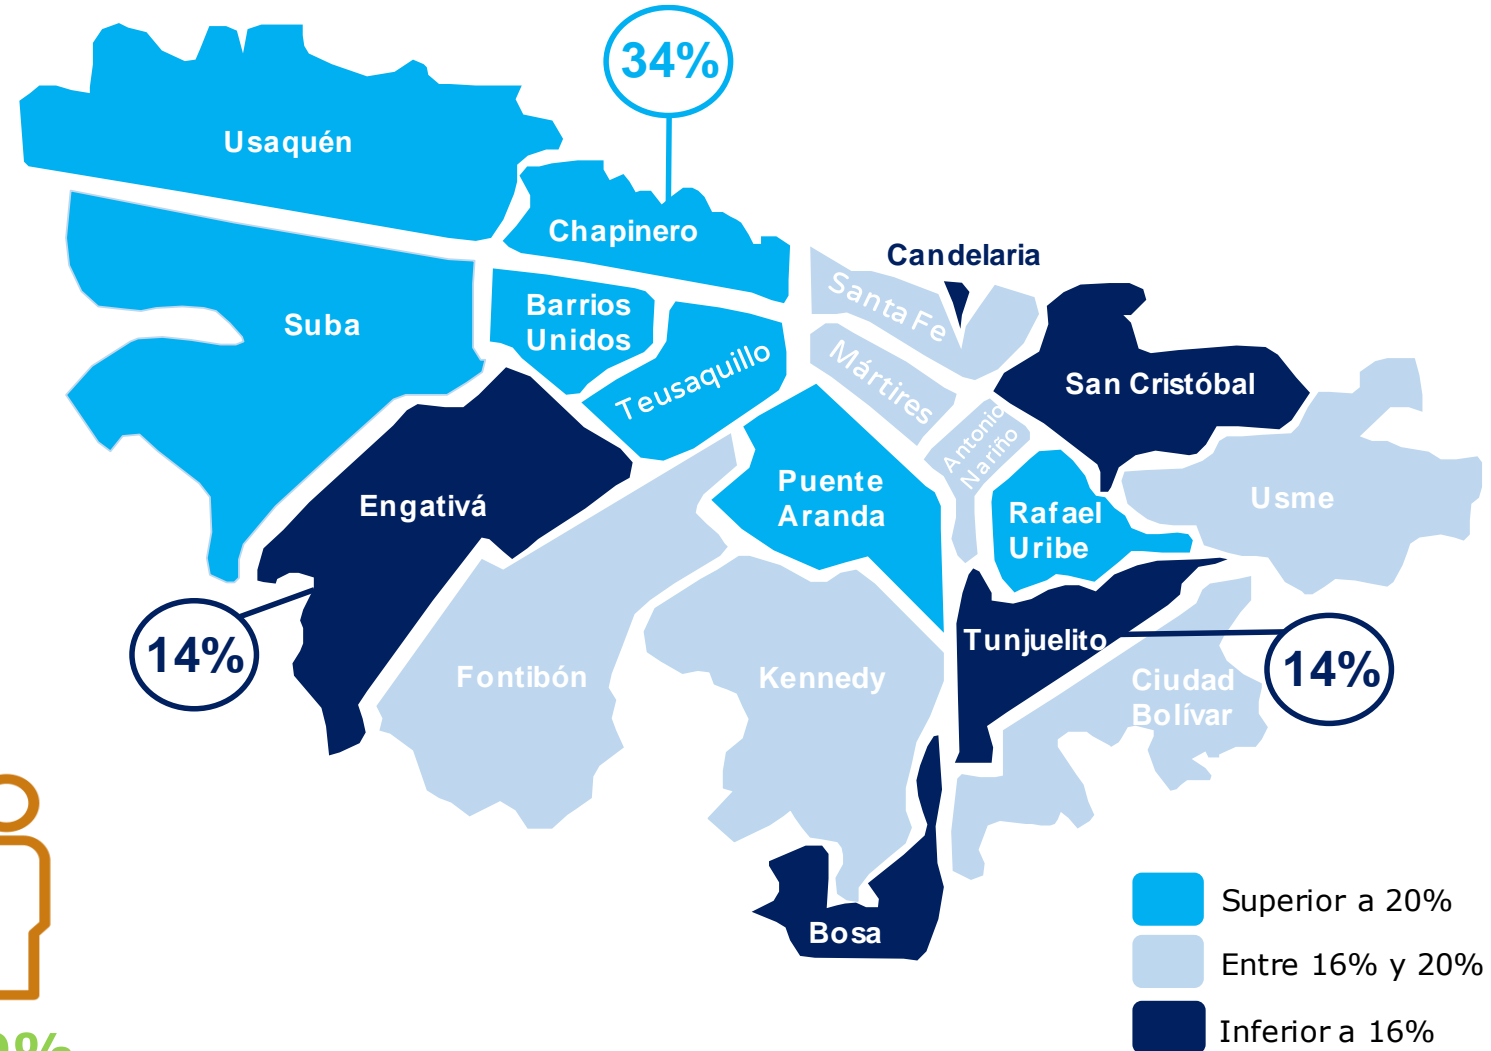 34%
Usaquén
Chapinero
Candelaria
Santa Fe
Barrios
Unidos
Suba
Teusaquillo
Mártires
San Cristóbal
Antonio
Nariño
Engativá
Puente
Aranda
Rafael
Uribe
Usme
14%
Tunjuelito
14%
Fontibón
Kennedy
Ciudad
Bolívar
Bosa
Superior a 20%
Entre 16% y 20%
Inferior a 16%